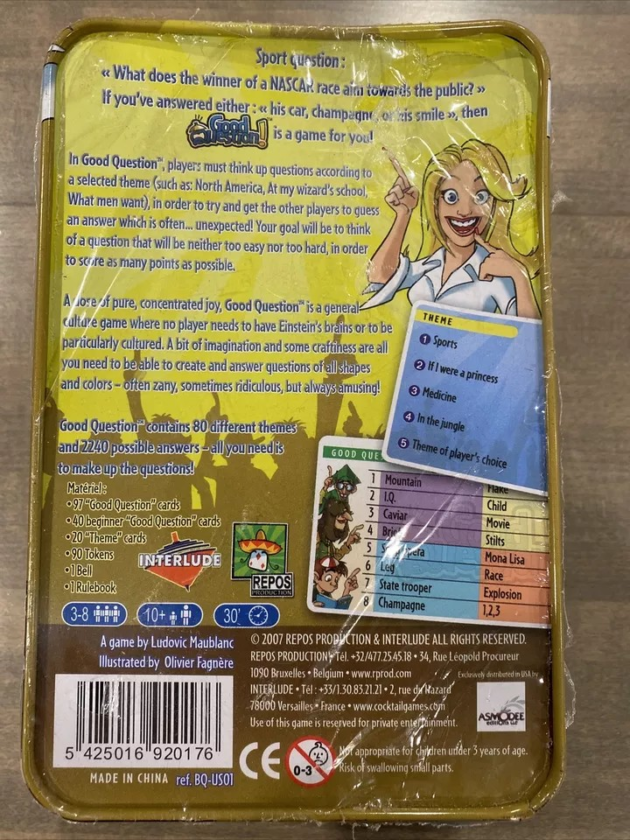 Sport question :
« What does the winner of a NASCAR race aim towards the public? »
If you've answered either : « his car, champagne, or his smile », then
Good Question! is a game for you!
In Good Question™, players must think up questions according to
a selected theme (such as: North America, At my wizard's school,
What men want), in order to try and get the other players to guess
an answer which is often... unexpected! Your goal will be to think
of a question that will be neither too easy nor too hard, in order
to score as many points as possible.
A dose of pure, concentrated joy, Good Question™ is a general
culture game where no player needs to have Einstein's brains or to be
particularly cultured. A bit of imagination and some craftiness are all
you need to be able to create and answer questions of all shapes
and colors – often zany, sometimes ridiculous, but always amusing!
THEME
1 Sports
2 If I were a princess
3 Medicine
4 In the jungle
5 Theme of player's choice
Good Question™ contains 80 different themes
and 2240 possible answers – all you need is
to make up the questions!
Matériel :
• 97 "Good Question" cards
• 40 beginner "Good Question" cards
• 20 "Theme" cards
• 90 Tokens
• 1 Bell
• 1 Rulebook
INTERLUDE
REPOS
PRODUCTION
GOOD QUE
1 Mountain
2 I.Q. Child
3 Caviar Movie
4 Stilts
5 Mona Lisa
6 Leg Race
7 State trooper Explosion
8 Champagne 1,2,3
3-8 10+ 30'
A game by Ludovic Maublanc
Illustrated by Olivier Fagnère
© 2007 REPOS PRODUCTION & INTERLUDE ALL RIGHTS RESERVED.
REPOS PRODUCTION • Tél. +32/477.25.45.18 • 34, Rue Léopold Procureur
1090 Bruxelles • Belgium • www.rprod.com Exclusively distributed in USA by
INTERLUDE • Tél : +33/1.30.83.21.21 • 2, rue du Hazard
78000 Versailles • France • www.cocktailgames.com
Use of this game is reserved for private entertainment.
ASMODEE
editions LLC
5 425016 920176
MADE IN CHINA ref. BQ-US01
CE
0-3
Not appropriate for children under 3 years of age.
Risk of swallowing small parts.